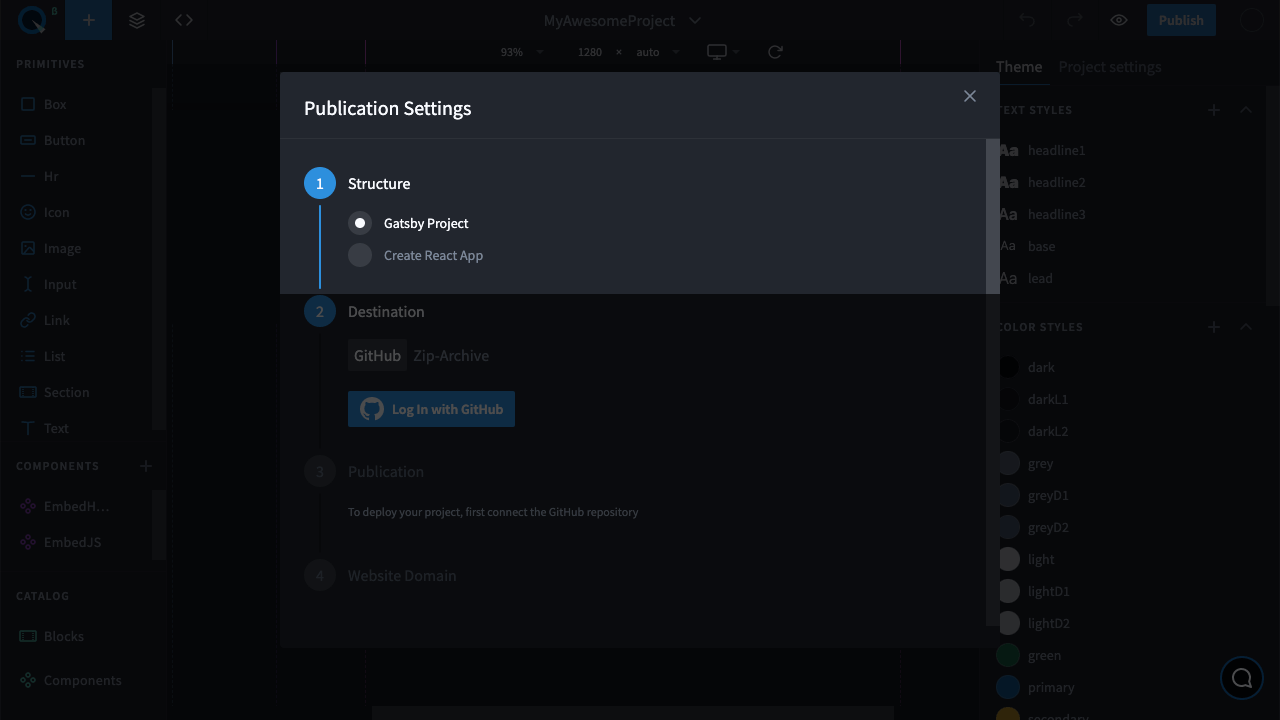 8
MyAwesomeProject
Publish
93%
1280 × auto
PRIMITIVES
Box
Button
Hr
Icon
Image
Input
Link
List
Section
Text
COMPONENTS
EmbedH...
EmbedJS
CATALOG
Blocks
Components
Publication Settings
1 Structure
Gatsby Project
Create React App
2 Destination
GitHub Zip-Archive
Log In with GitHub
3 Publication
To deploy your project, first connect the GitHub repository
4 Website Domain
Theme Project settings
TEXT STYLES
Aa headline1
Aa headline2
Aa headline3
Aa base
Aa lead
COLOR STYLES
dark
darkL1
darkL2
grey
greyD1
greyD2
light
lightD1
lightD2
green
primary
secondary